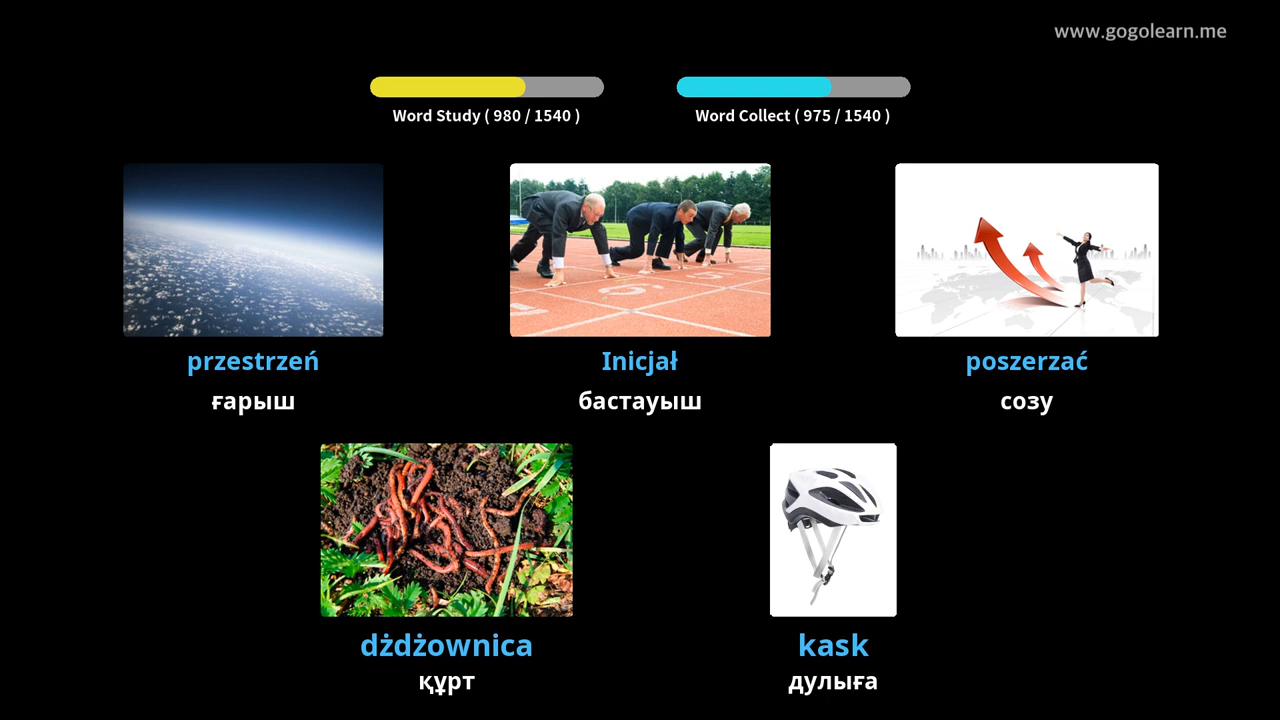 www.gogolearn.me
Word Study ( 980 / 1540 )
Word Collect ( 975 / 1540 )
przestrzeń
ғарыш
Inicjał
бастауыш
poszerzać
созу
dżdżownica
құрт
kask
дулыға